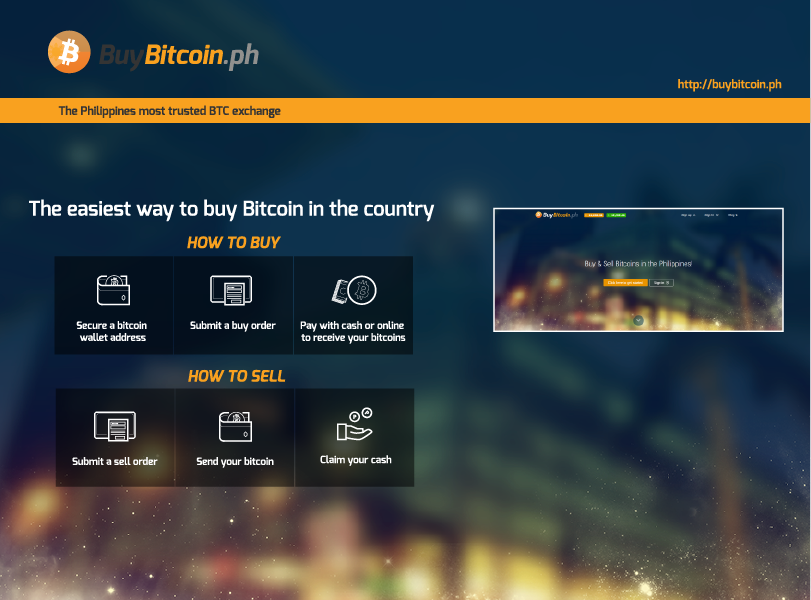 BuyBitcoin.ph
http://buybitcoin.ph
The Philippines most trusted BTC exchange
The easiest way to buy Bitcoin in the country
HOW TO BUY
Secure a bitcoin
wallet address
Submit a buy order
Pay with cash or online
to receive your bitcoins
HOW TO SELL
Submit a sell order
Send your bitcoin
Claim your cash
BuyBitcoin.ph
Buy & Sell Bitcoins in the Philippines!